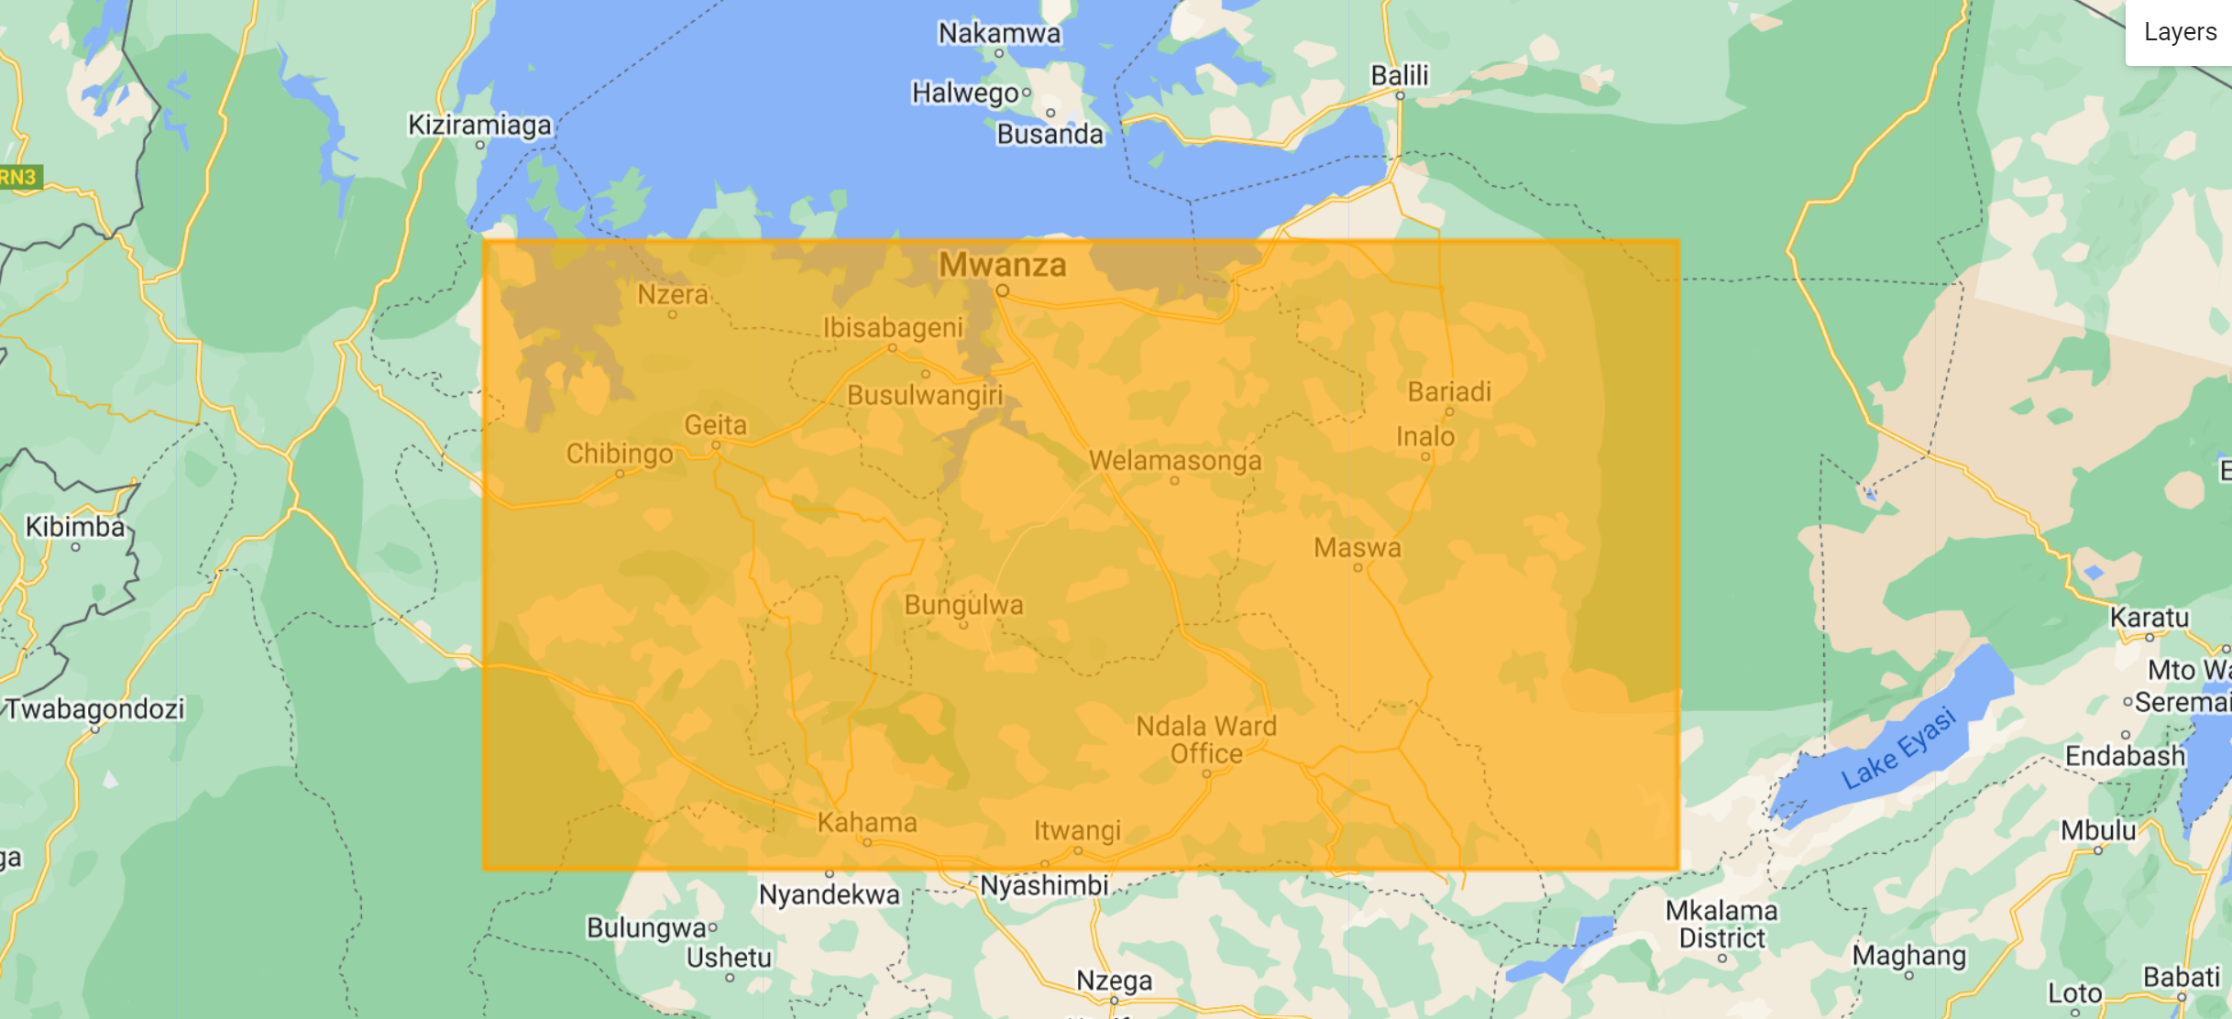 Layers
Nakamwa
Balili
Halwego
Kiziramiaga
Busanda
RN3
Mwanza
Nzera
Ibisabageni
Busulwangiri
Bariadi
Geita
Inalo
Chibingo
Welamasonga
Kibimba
Maswa
Bungulwa
Karatu
Mto Wa
Seremai
Twabagondozi
Ndala Ward
Office
Lake Eyasi
Endabash
Kahama
Itwangi
Mbulu
ga
Nyandekwa
Nyashimbi
Bulungwa
Mkalama
District
Ushetu
Maghang
Nzega
Babati
Loto